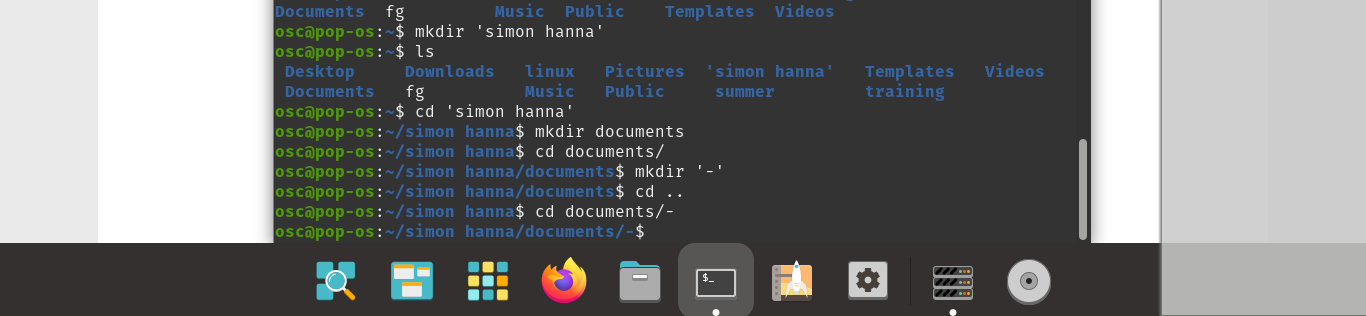 Documents  fg         Music  Public    Templates  Videos
osc@pop-os:~$ mkdir 'simon hanna'
osc@pop-os:~$ ls
 Desktop     Downloads   linux   Pictures  'simon hanna'   Templates   Videos
 Documents   fg          Music   Public     summer         training
osc@pop-os:~$ cd 'simon hanna'
osc@pop-os:~/simon hanna$ mkdir documents
osc@pop-os:~/simon hanna$ cd documents/
osc@pop-os:~/simon hanna/documents$ mkdir '-'
osc@pop-os:~/simon hanna/documents$ cd ..
osc@pop-os:~/simon hanna$ cd documents/-
osc@pop-os:~/simon hanna/documents/-$
$_